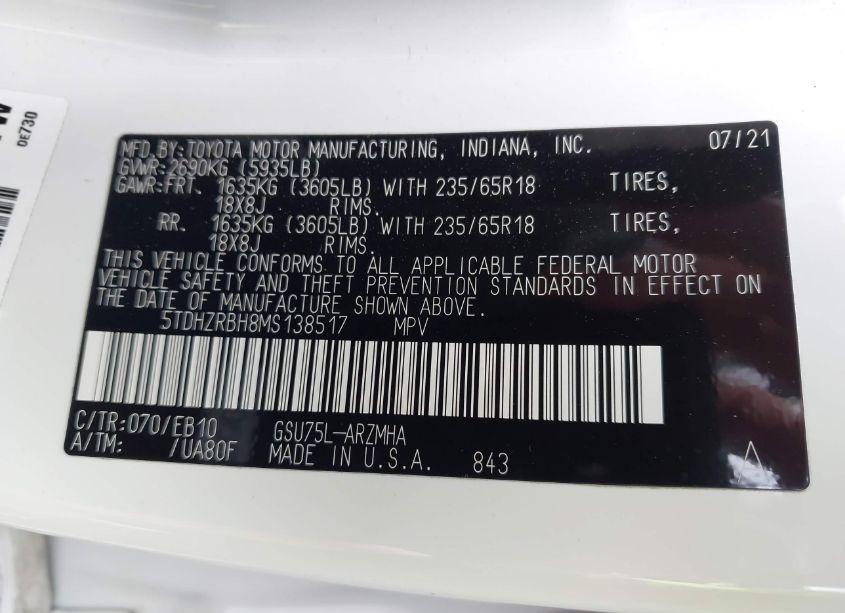 0E730
MFD.BY:TOYOTA MOTOR MANUFACTURING, INDIANA, INC. 07/21
GVWR:2690KG (5935LB)
GAWR:FRT. 1635KG (3605LB) WITH 235/65R18 TIRES,
18X8J RIMS.
RR. 1635KG (3605LB) WITH 235/65R18 TIRES,
18X8J RIMS.
THIS VEHICLE CONFORMS TO ALL APPLICABLE FEDERAL MOTOR
VEHICLE SAFETY AND THEFT PREVENTION STANDARDS IN EFFECT ON
THE DATE OF MANUFACTURE SHOWN ABOVE.
5TDHZRBH8MS138517 MPV
C/TR:070/EB10 GSU75L-ARZMHA
A/TM: /UA80F MADE IN U.S.A. 843